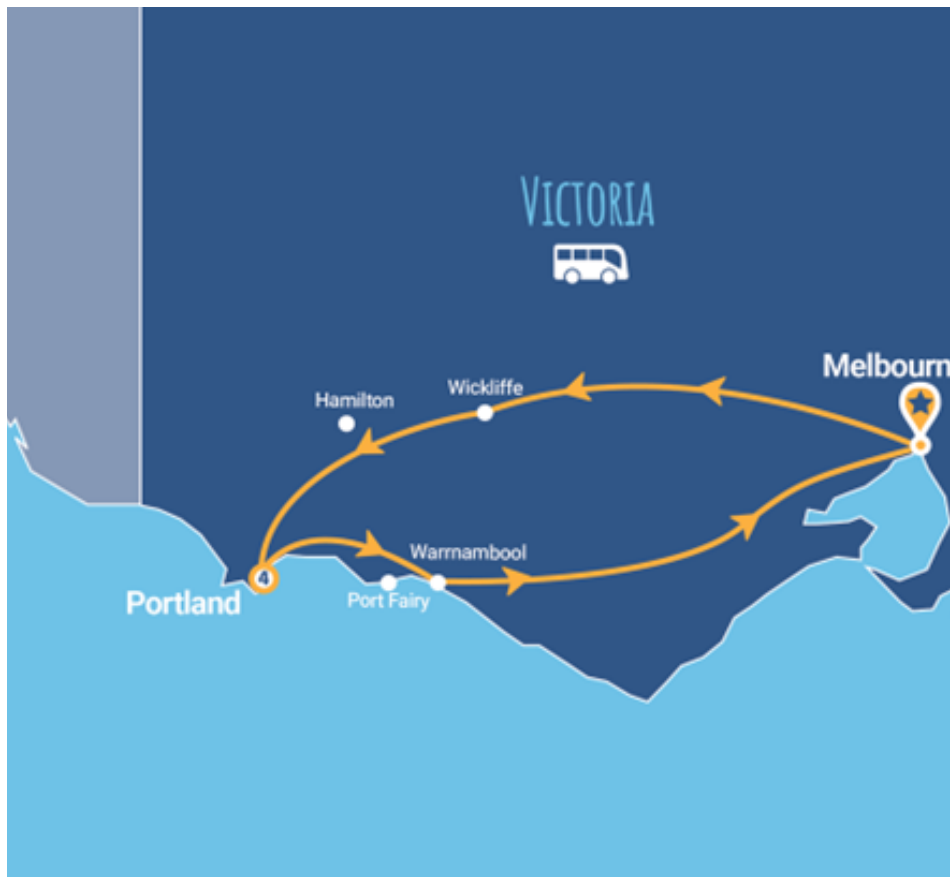 VICTORIA
Melbourn
Wickliffe
Hamilton
Warrnambool
4
Portland
Port Fairy